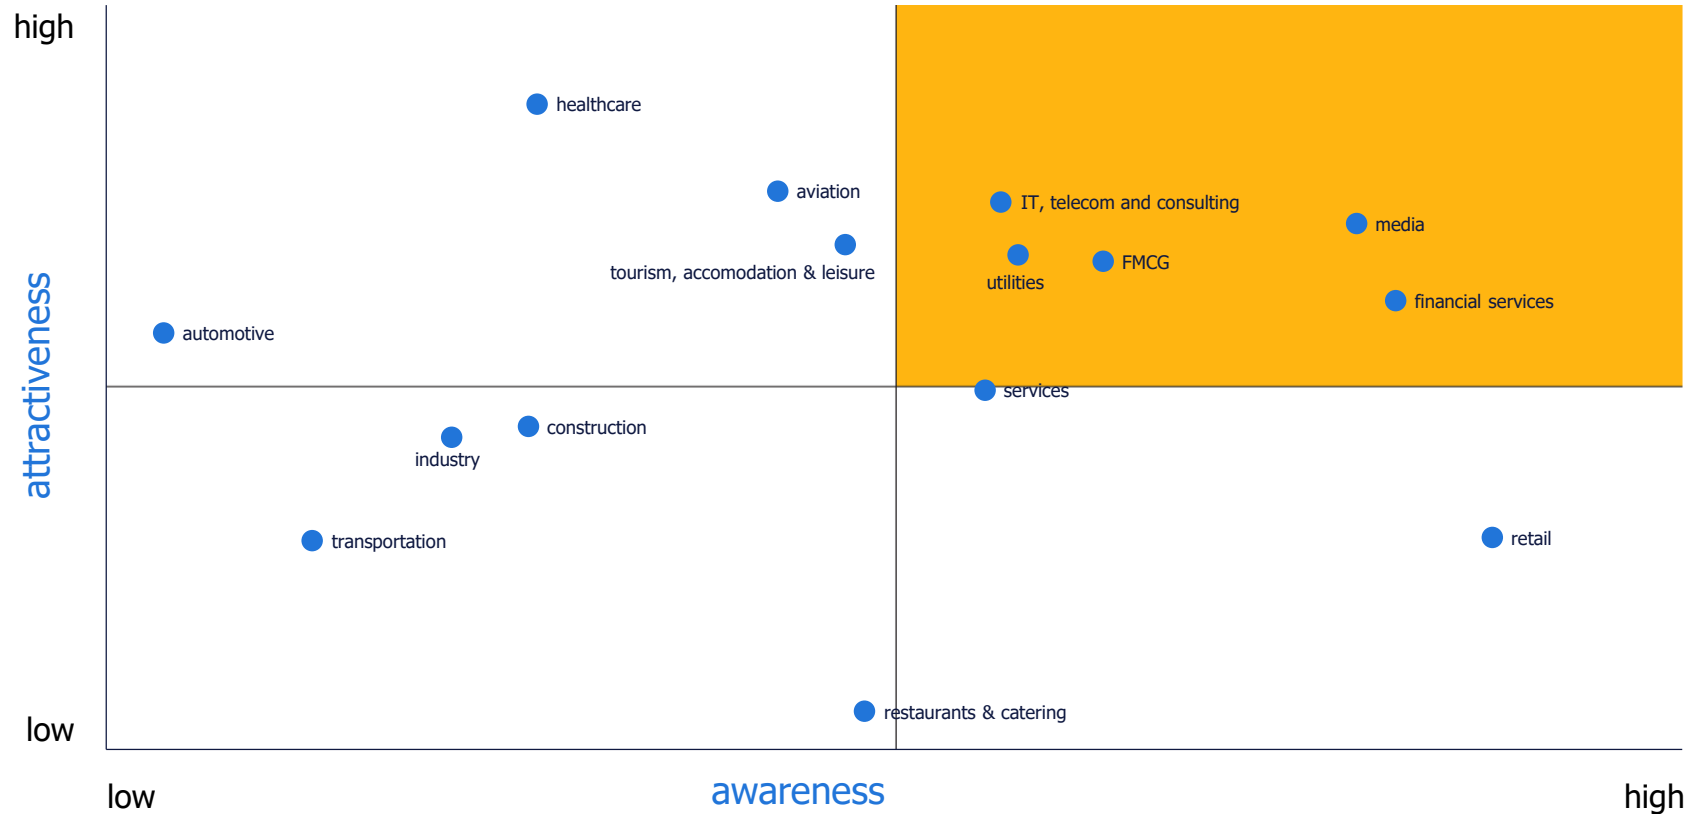 high
healthcare
aviation
IT, telecom and consulting
media
tourism, accomodation & leisure
FMCG
utilities
financial services
automotive
attractiveness
services
construction
industry
transportation
retail
restaurants & catering
low
low
awareness
high